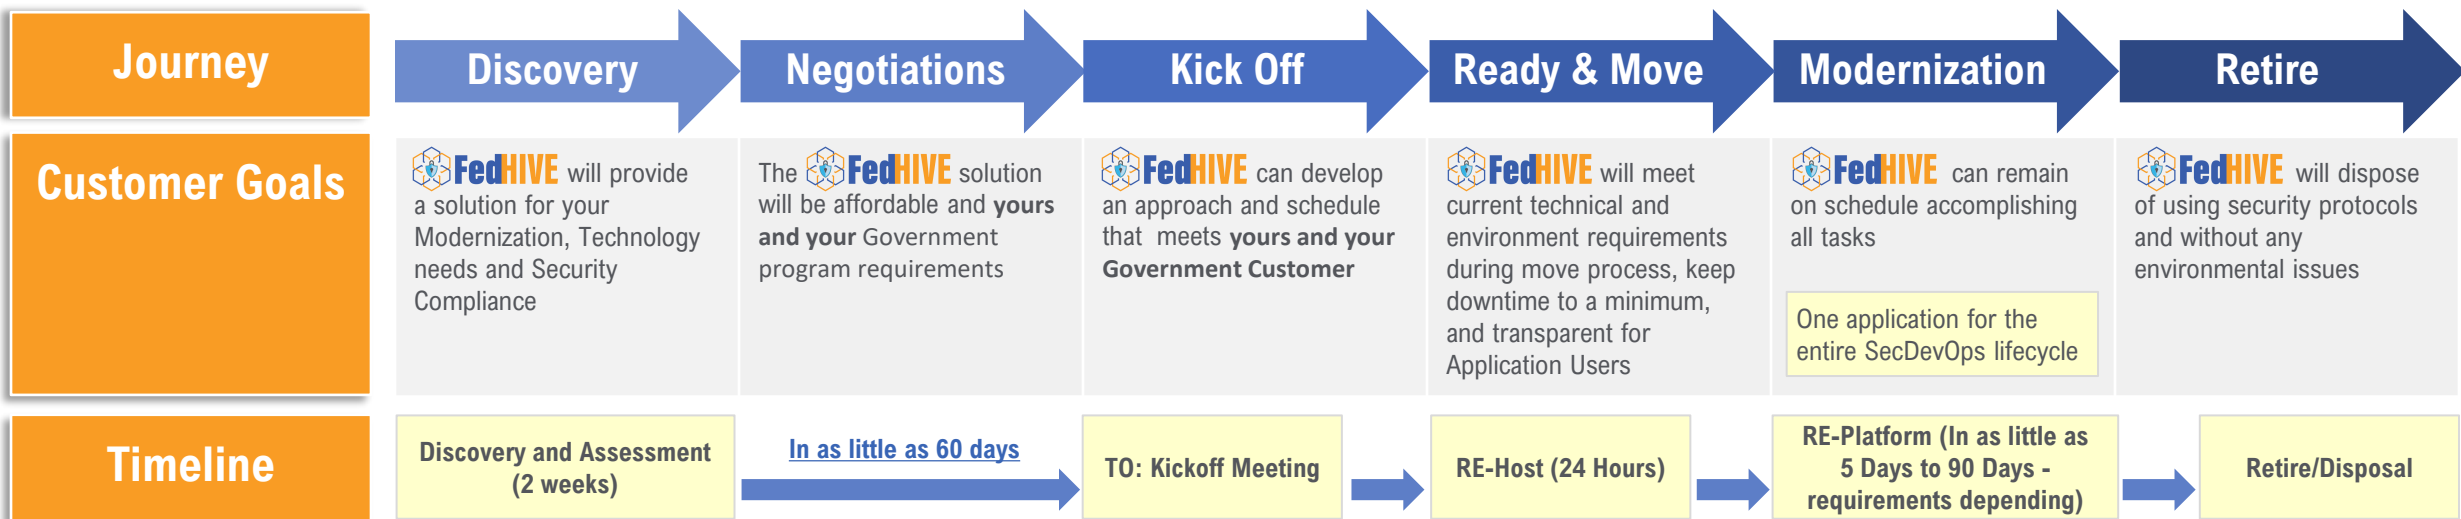 Journey
Discovery
Negotiations
Kick Off
Ready & Move
Modernization
Retire
Customer Goals
FedHIVE will provide
a solution for your
Modernization, Technology
needs and Security
Compliance
The FedHIVE solution
will be affordable and yours
and your Government
program requirements
FedHIVE can develop
an approach and schedule
that meets yours and your
Government Customer
FedHIVE will meet
current technical and
environment requirements
during move process, keep
downtime to a minimum,
and transparent for
Application Users
FedHIVE can remain
on schedule accomplishing
all tasks
One application for the
entire SecDevOps lifecycle
FedHIVE will dispose
of using security protocols
and without any
environmental issues
Timeline
Discovery and Assessment
(2 weeks)
In as little as 60 days
TO: Kickoff Meeting
RE-Host (24 Hours)
RE-Platform (In as little as
5 Days to 90 Days -
requirements depending)
Retire/Disposal